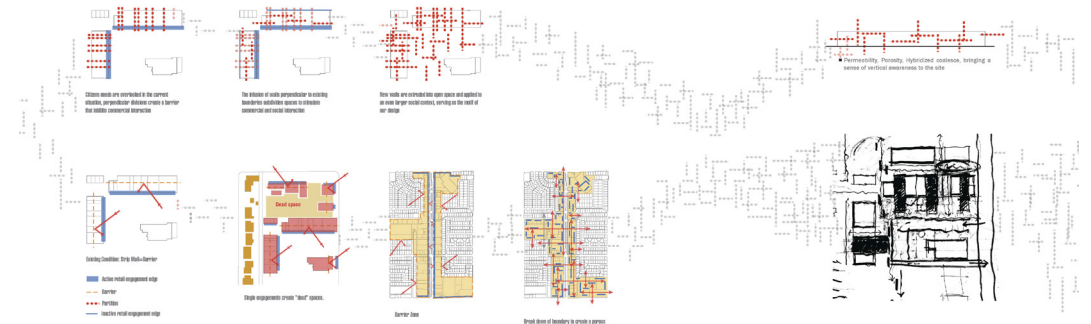 Citizens needs are overlooked in the current
situation, perpendicular divisions create a barrier
that inhibits commercial interaction
The infusion of walls perpendicular to existing
boundaries subdivision spaces to stimulate
commercial and social interaction
New walls are extruded into open space and applied to
an even larger social context, serving as the motif of
our design
Permeability, Porosity, Hybridized coalesce, bringing a
sense of vertical awareness to the site
Dead space
Existing Condition: Strip Mall=Barrier
Active retail engagement edge
Barrier
Partition
Inactive retail engagement edge
Single engagements create "dead" spaces.
Barrier Zone
Break down of boundary to create a porous